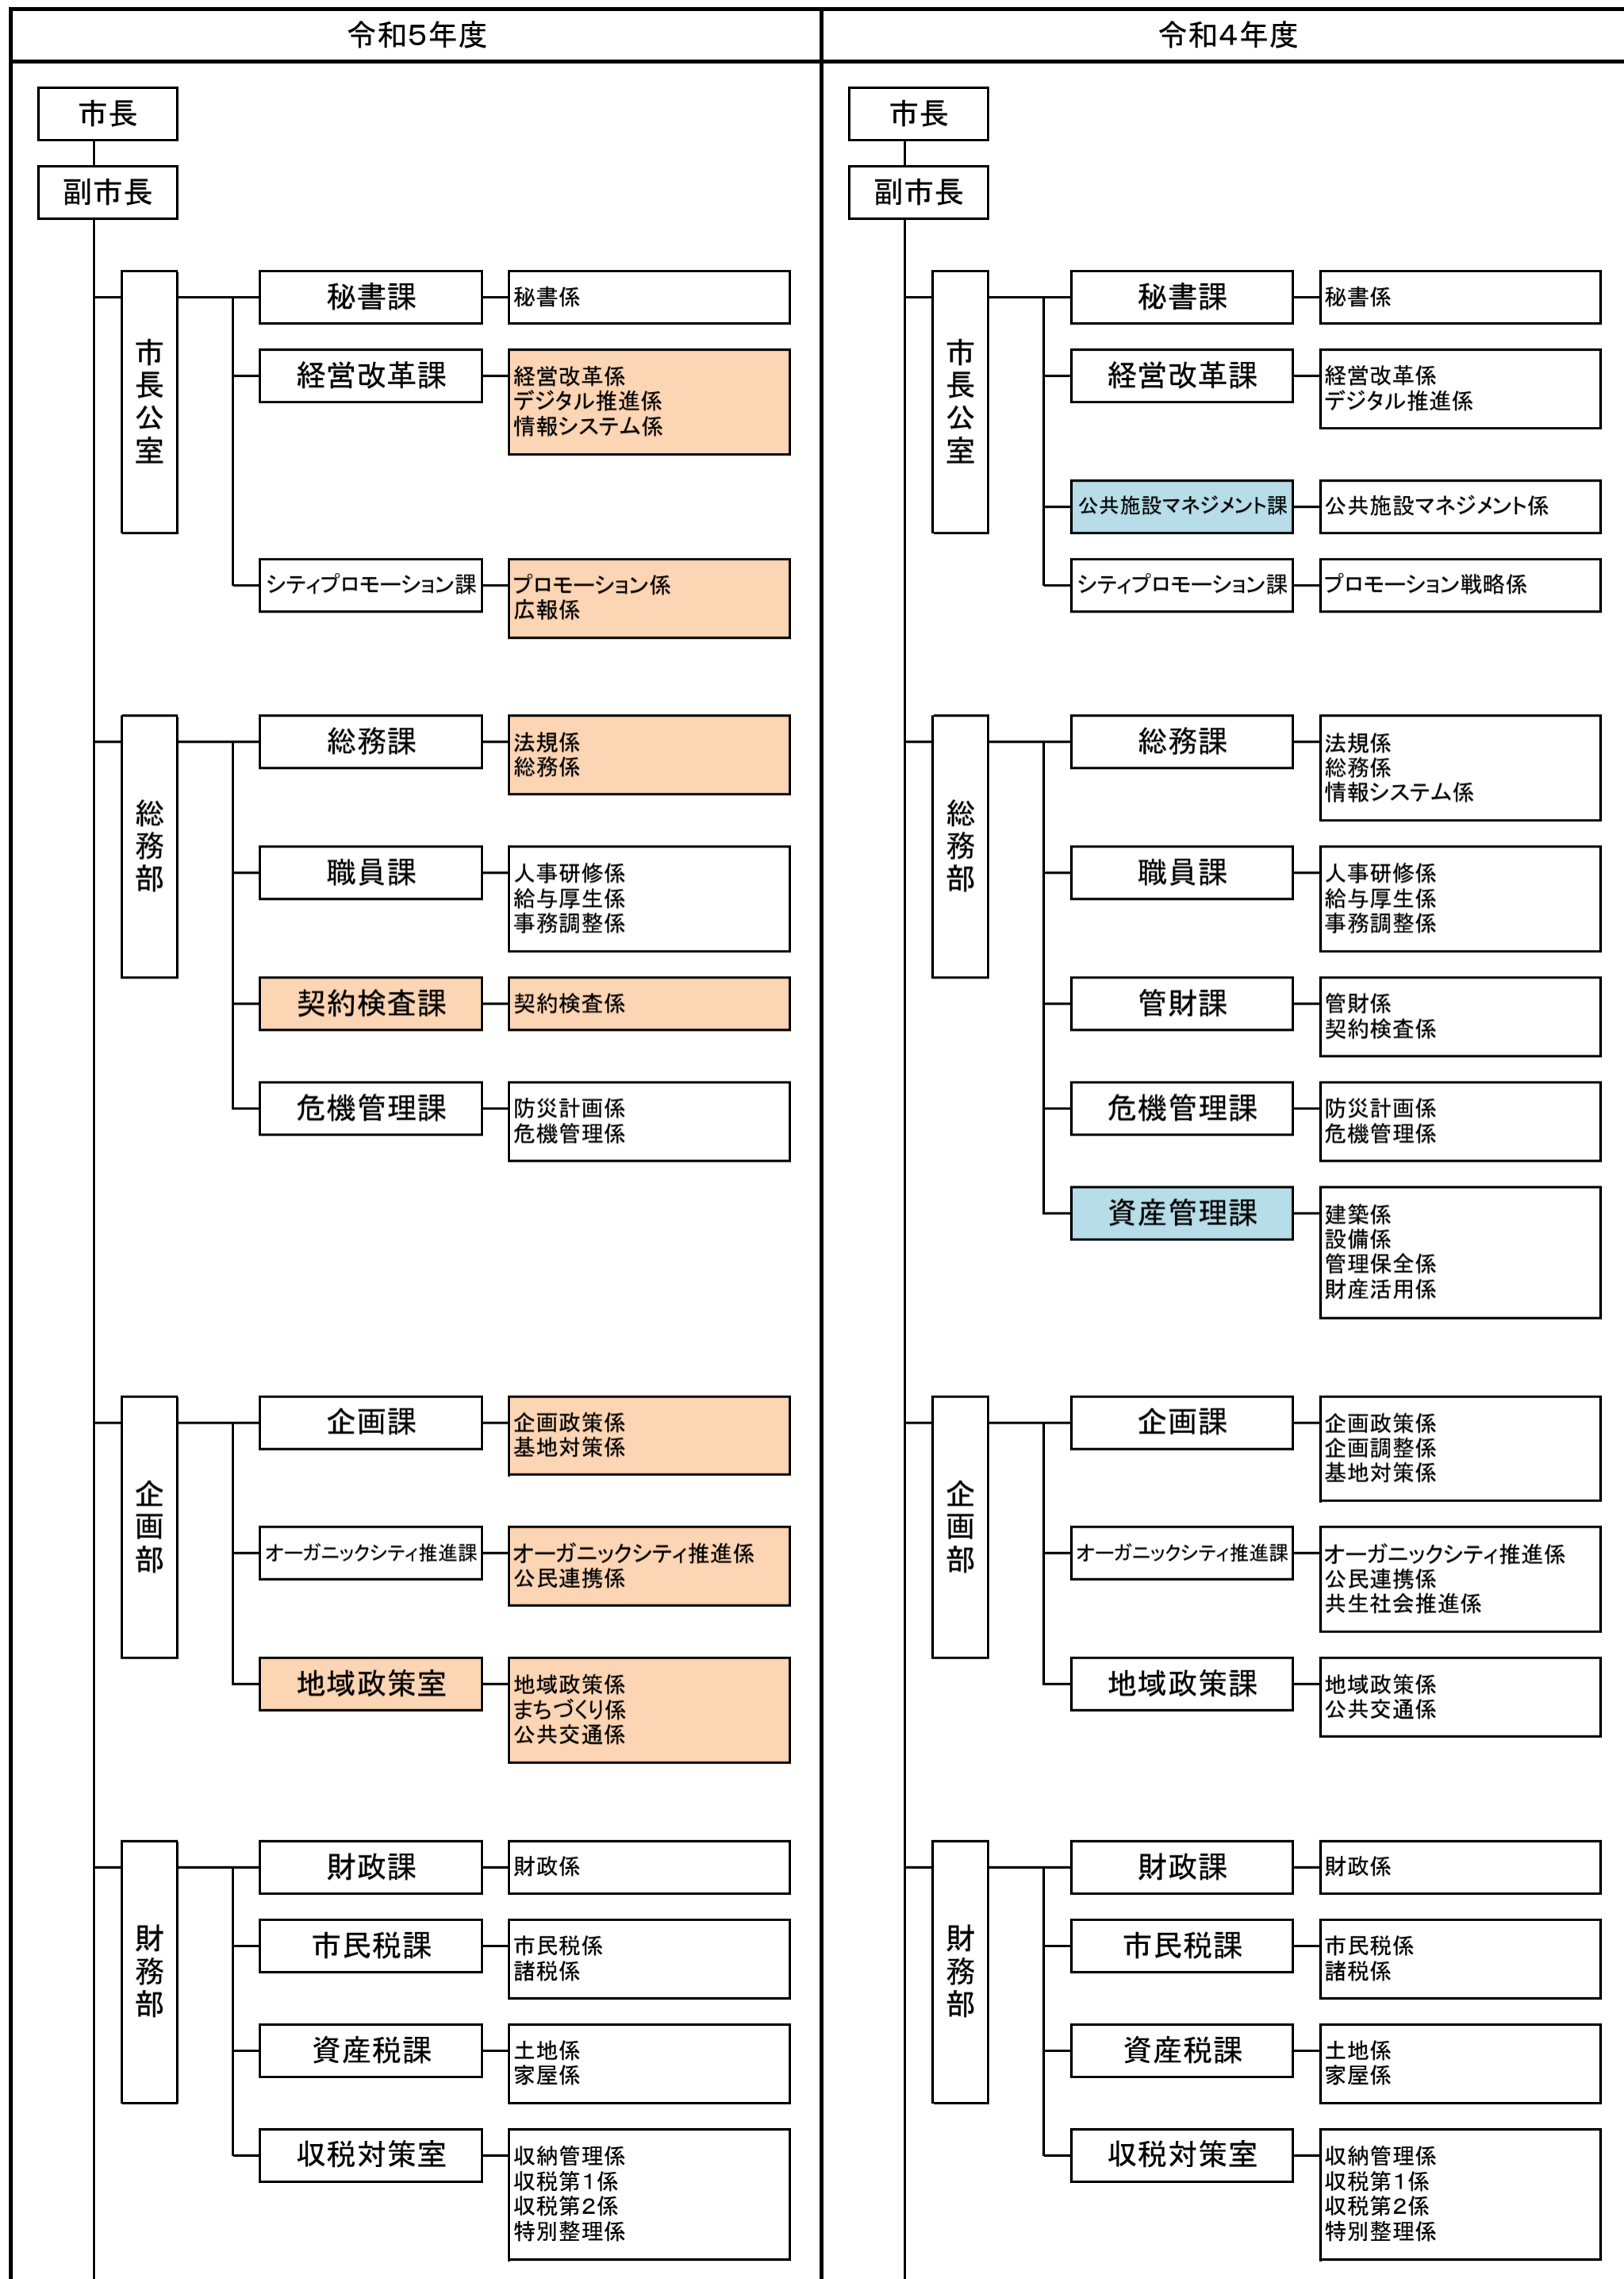 令和5年度
市長
副市長
市長公室
秘書課
秘書係
経営改革課
経営改革係
デジタル推進係
情報システム係
シティプロモーション課
プロモーション係
広報係
総務部
総務課
法規係
総務係
職員課
人事研修係
給与厚生係
事務調整係
契約検査課
契約検査係
危機管理課
防災計画係
危機管理係
企画部
企画課
企画政策係
基地対策係
オーガニックシティ推進課
オーガニックシティ推進係
公民連携係
地域政策室
地域政策係
まちづくり係
公共交通係
財務部
財政課
財政係
市民税課
市民税係
諸税係
資産税課
土地係
家屋係
収税対策室
収納管理係
収税第1係
収税第2係
特別整理係
令和4年度
市長
副市長
市長公室
秘書課
秘書係
経営改革課
経営改革係
デジタル推進係
公共施設マネジメント課
公共施設マネジメント係
シティプロモーション課
プロモーション戦略係
総務部
総務課
法規係
総務係
情報システム係
職員課
人事研修係
給与厚生係
事務調整係
管財課
管財係
契約検査係
危機管理課
防災計画係
危機管理係
資産管理課
建築係
設備係
管理保全係
財産活用係
企画部
企画課
企画政策係
企画調整係
基地対策係
オーガニックシティ推進課
オーガニックシティ推進係
公民連携係
共生社会推進係
地域政策課
地域政策係
公共交通係
財務部
財政課
財政係
市民税課
市民税係
諸税係
資産税課
土地係
家屋係
収税対策室
収納管理係
収税第1係
収税第2係
特別整理係